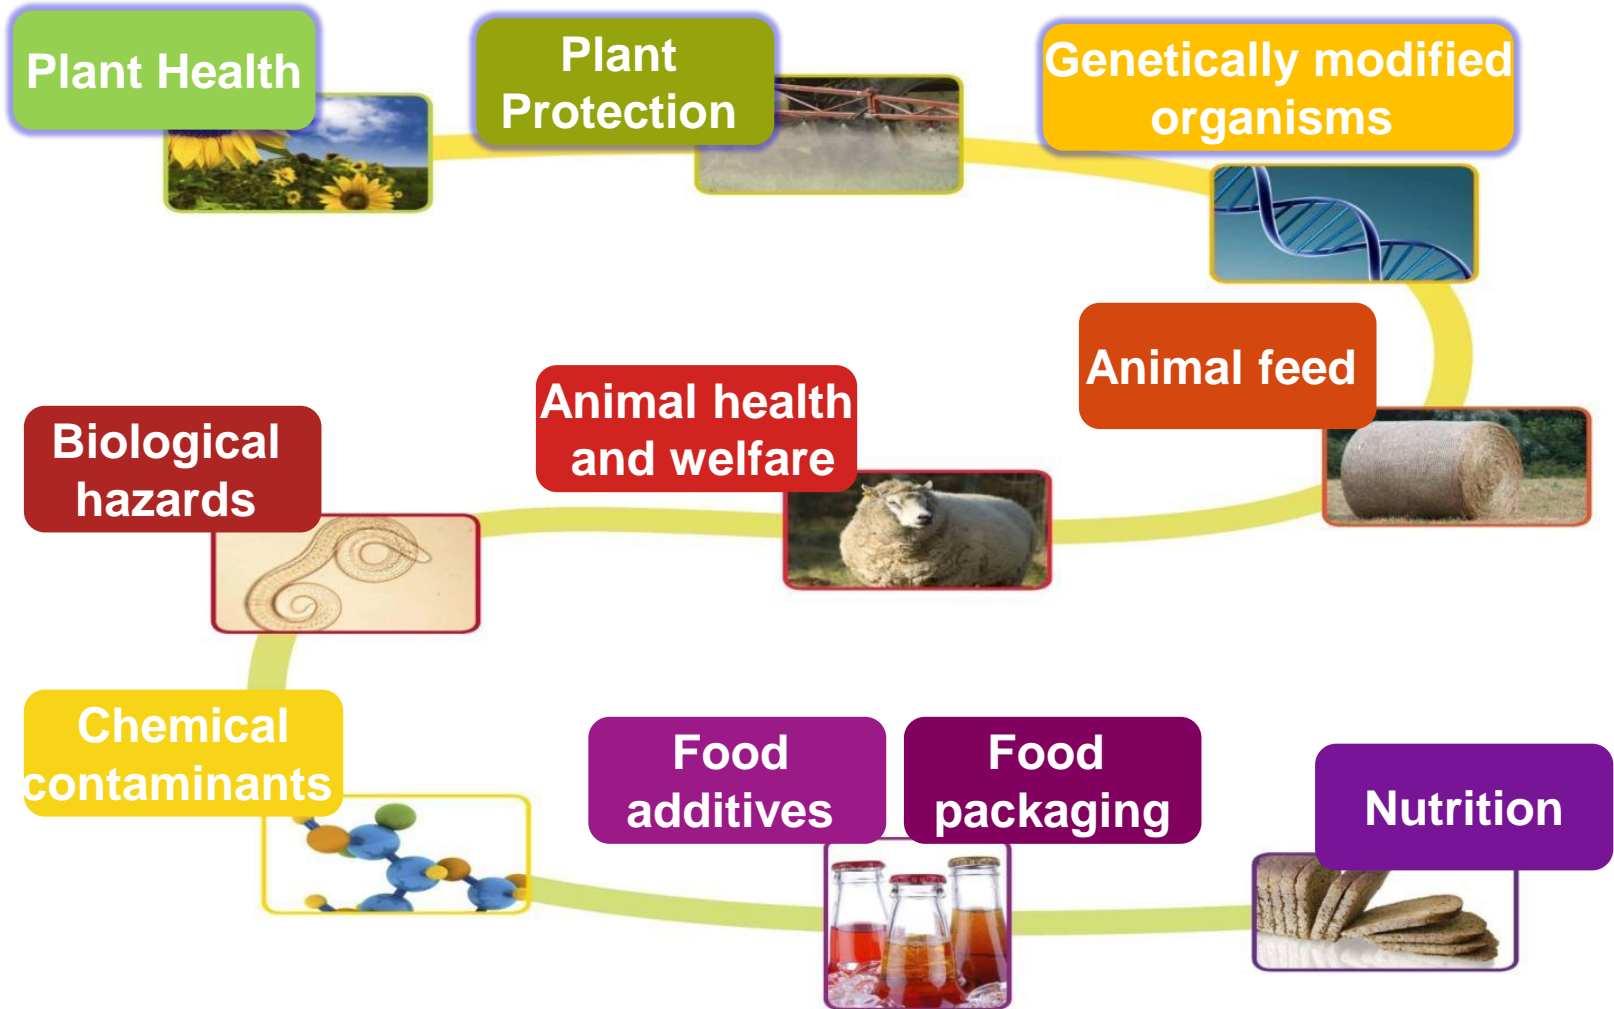 Plant Health
Plant
Protection
Genetically modified
organisms
Animal feed
Animal health
and welfare
Biological
hazards
Chemical
contaminants
Food
additives
Food
packaging
Nutrition